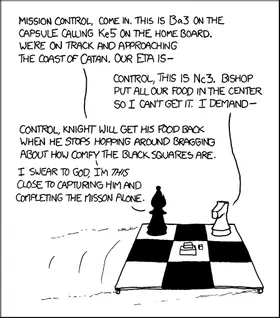 MISSION CONTROL, COME IN. THIS IS Ba3 ON THE
CAPSULE CALLING Ke5 ON THE HOME BOARD.
WE'RE ON TRACK AND APPROACHING
THE COAST OF CATAN. OUR ETA IS—
CONTROL, THIS IS Nc3. BISHOP
PUT ALL OUR FOOD IN THE CENTER
SO I CAN'T GET IT. I DEMAND—
CONTROL, KNIGHT WILL GET HIS FOOD BACK
WHEN HE STOPS HOPPING AROUND BRAGGING
ABOUT HOW COMFY THE BLACK SQUARES ARE.
I SWEAR TO GOD, I'M THIS
CLOSE TO CAPTURING HIM AND
COMPLETING THE MISSON ALONE.